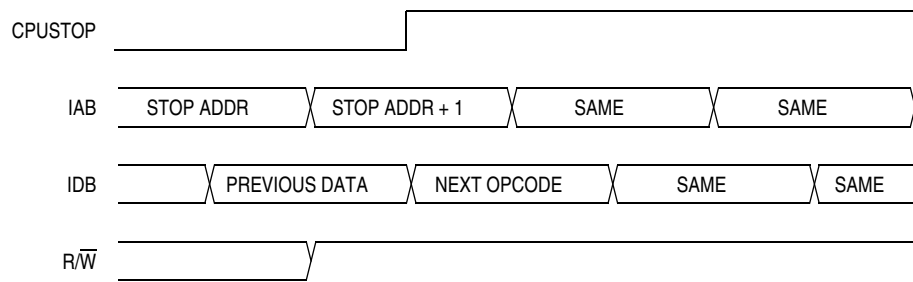 CPUSTOP
IAB STOP ADDR STOP ADDR + 1 SAME SAME
IDB PREVIOUS DATA NEXT OPCODE SAME SAME
R/W̅